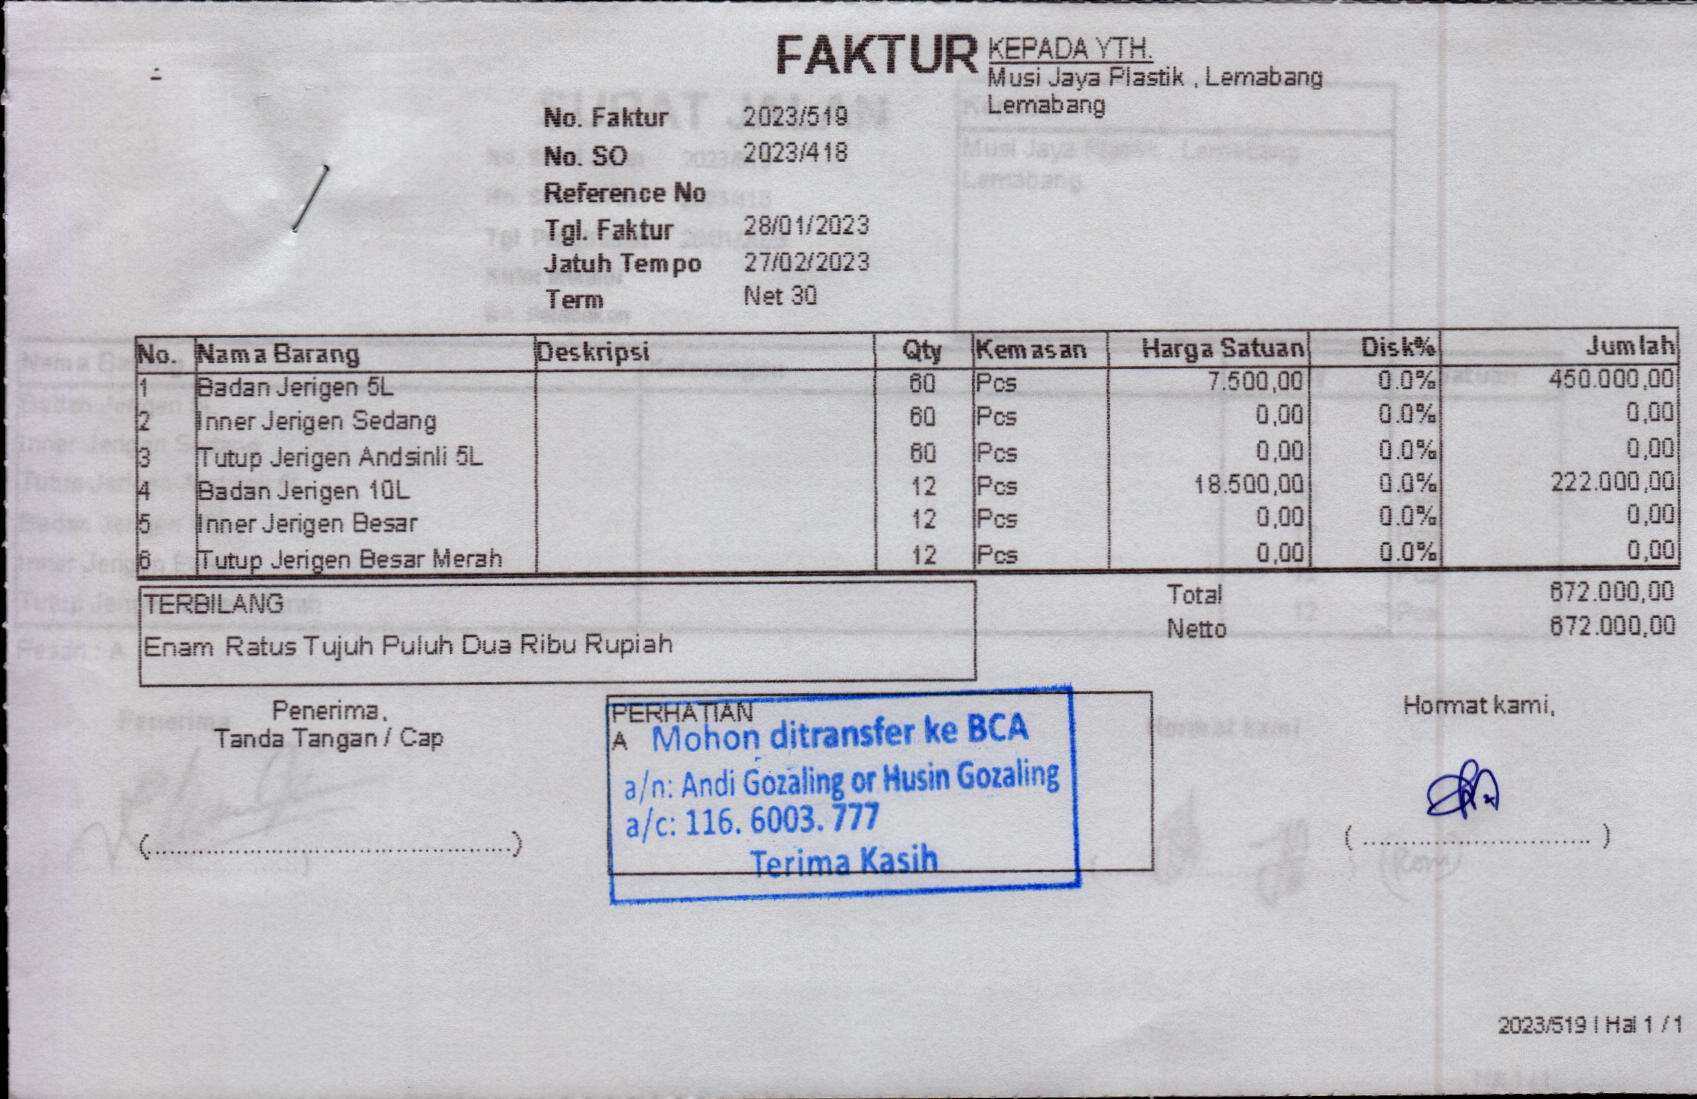 FAKTUR
KEPADA YTH.
Musi Jaya Plastik , Lemabang
Lemabang
No. Faktur 2023/519
No. SO 2023/418
Reference No
Tgl. Faktur 28/01/2023
Jatuh Tempo 27/02/2023
Term Net 30
No. Nama Barang Deskripsi Qty Kemasan Harga Satuan Disk% Jumlah
1 Badan Jerigen 5L 60 Pcs 7.500,00 0.0% 450.000,00
2 Inner Jerigen Sedang 60 Pcs 0,00 0.0% 0,00
3 Tutup Jerigen Andsinli 5L 60 Pcs 0,00 0.0% 0,00
4 Badan Jerigen 10L 12 Pcs 18.500,00 0.0% 222.000,00
5 Inner Jerigen Besar 12 Pcs 0,00 0.0% 0,00
6 Tutup Jerigen Besar Merah 12 Pcs 0,00 0.0% 0,00
Total 672.000,00
Netto 672.000,00
TERBILANG
Enam Ratus Tujuh Puluh Dua Ribu Rupiah
Penerima,
Tanda Tangan / Cap
(..............................................)
PERHATIAN
A
Mohon ditransfer ke BCA
a/n: Andi Gozaling or Husin Gozaling
a/c: 116. 6003. 777
Terima Kasih
Hormat kami,
( ............................. )
2023/519 | Hal 1 / 1